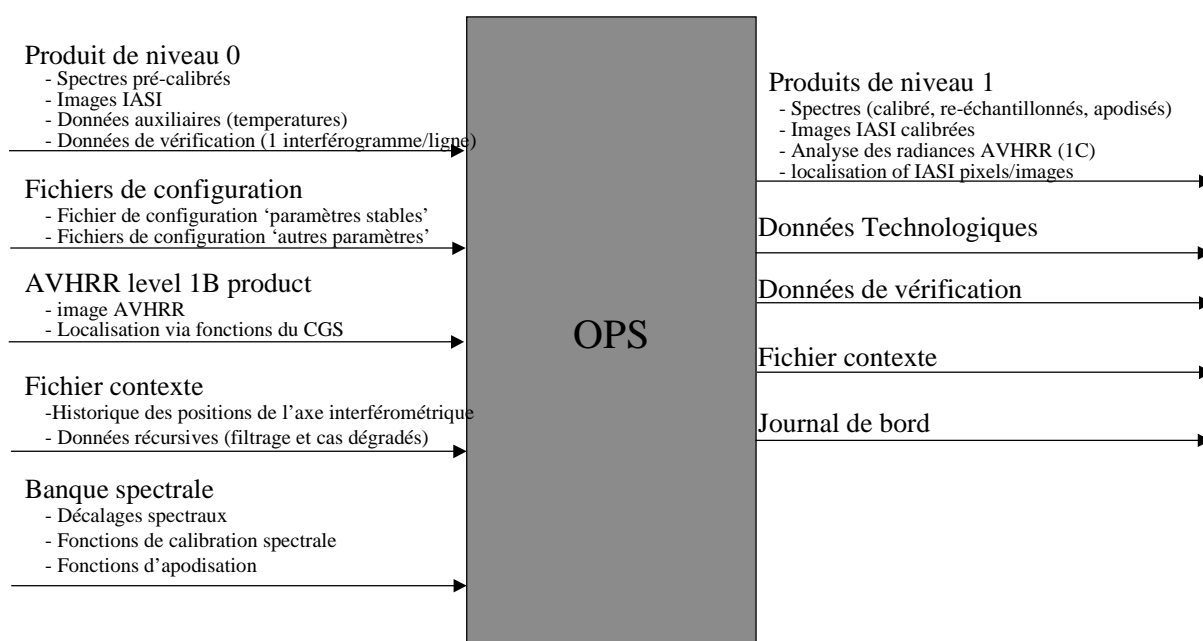 Produit de niveau 0
- Spectres pré-calibrés
- Images IASI
- Données auxiliaires (temperatures)
- Données de vérification (1 interférogramme/ligne)
Fichiers de configuration
- Fichier de configuration ‘paramètres stables’
- Fichiers de configuration ‘autres paramètres’
AVHRR level 1B product
- image AVHRR
- Localisation via fonctions du CGS
Fichier contexte
-Historique des positions de l’axe interférométrique
- Données récursives (filtrage et cas dégradés)
Banque spectrale
- Décalages spectraux
- Fonctions de calibration spectrale
- Fonctions d’apodisation
OPS
Produits de niveau 1
- Spectres (calibré, re-échantillonnés, apodisés)
- Images IASI calibrées
- Analyse des radiances AVHRR (1C)
- localisation of IASI pixels/images
Données Technologiques
Données de vérification
Fichier contexte
Journal de bord